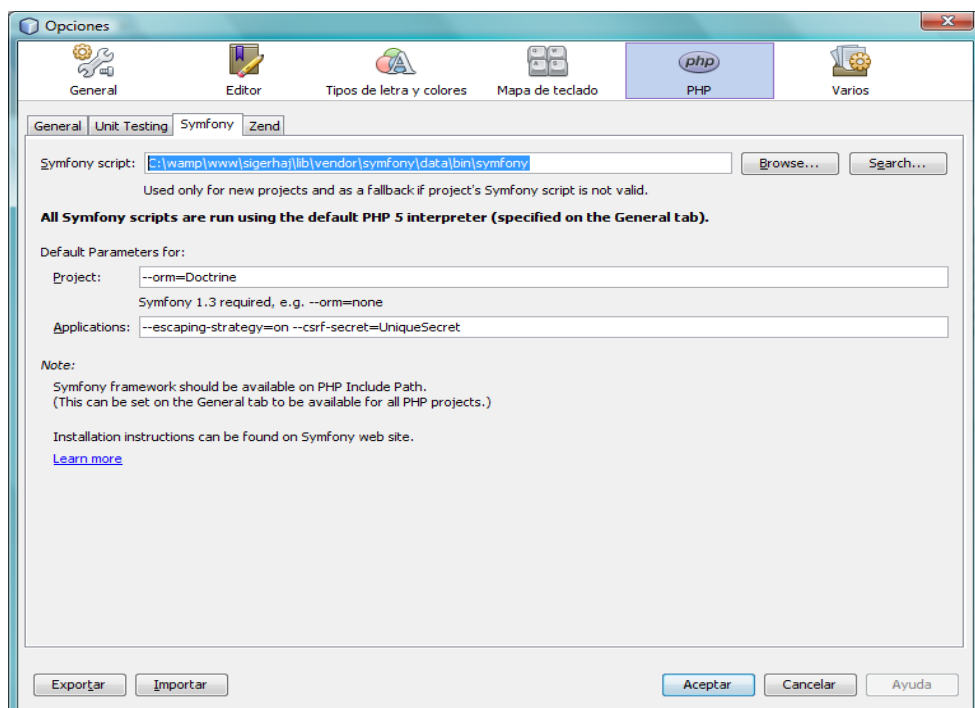 Opciones
php
General Editor Tipos de letra y colores Mapa de teclado PHP Varios
General Unit Testing Symfony Zend
Symfony script: C:\wamp\www\sigerhaj\lib\vendor\symfony\data\bin\symfony Browse... Search...
Used only for new projects and as a fallback if project's Symfony script is not valid.
All Symfony scripts are run using the default PHP 5 interpreter (specified on the General tab).
Default Parameters for:
Project: --orm=Doctrine
Symfony 1.3 required, e.g. --orm=none
Applications: --escaping-strategy=on --csrf-secret=UniqueSecret
Note:
Symfony framework should be available on PHP Include Path.
(This can be set on the General tab to be available for all PHP projects.)
Installation instructions can be found on Symfony web site.
Learn more
Exportar Importar Aceptar Cancelar Ayuda